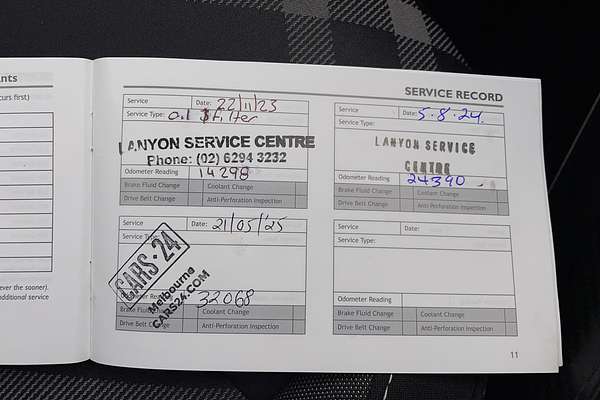 nts
curs first)
ever the sooner).
dditional service
SERVICE RECORD
Service Date: 22/11/23
Service Type: Oil $ Filter
LANYON SERVICE CENTRE
Phone: (02) 6294 3232
Odometer Reading 14298
Brake Fluid Change Coolant Change
Drive Belt Change Anti-Perforation Inspection
Service Date: 5.8.24.
Service Type:
LANYON SERVICE
CENTRE
Odometer Reading 24390
Brake Fluid Change Coolant Change
Drive Belt Change Anti-Perforation Inspection
Service Date: 21/05/'25
Service Type:
CARS·24
Melbourne
CARS24.COM
Odometer Reading 32068
Brake Fluid Change Coolant Change
Drive Belt Change Anti-Perforation Inspection
Service Date:
Service Type:
Odometer Reading
Brake Fluid Change Coolant Change
Drive Belt Change Anti-Perforation Inspection
11